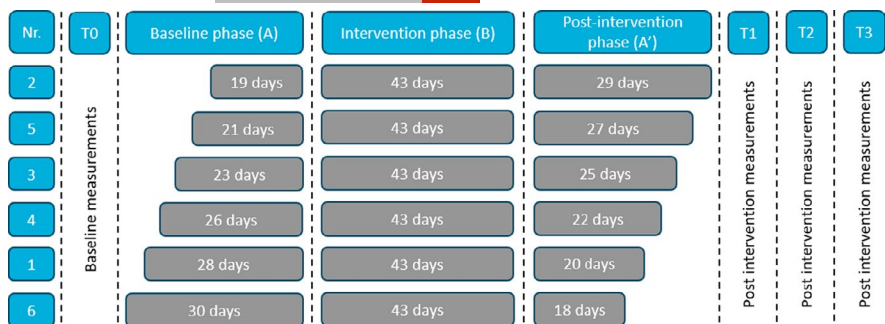 Nr.
T0
Baseline phase (A)
Intervention phase (B)
Post-intervention
phase (A’)
T1
T2
T3
2
19 days
43 days
29 days
5
21 days
43 days
27 days
3
23 days
43 days
25 days
4
26 days
43 days
22 days
1
28 days
43 days
20 days
6
30 days
43 days
18 days
Baseline measurements
Post intervention measurements
Post intervention measurements
Post intervention measurements